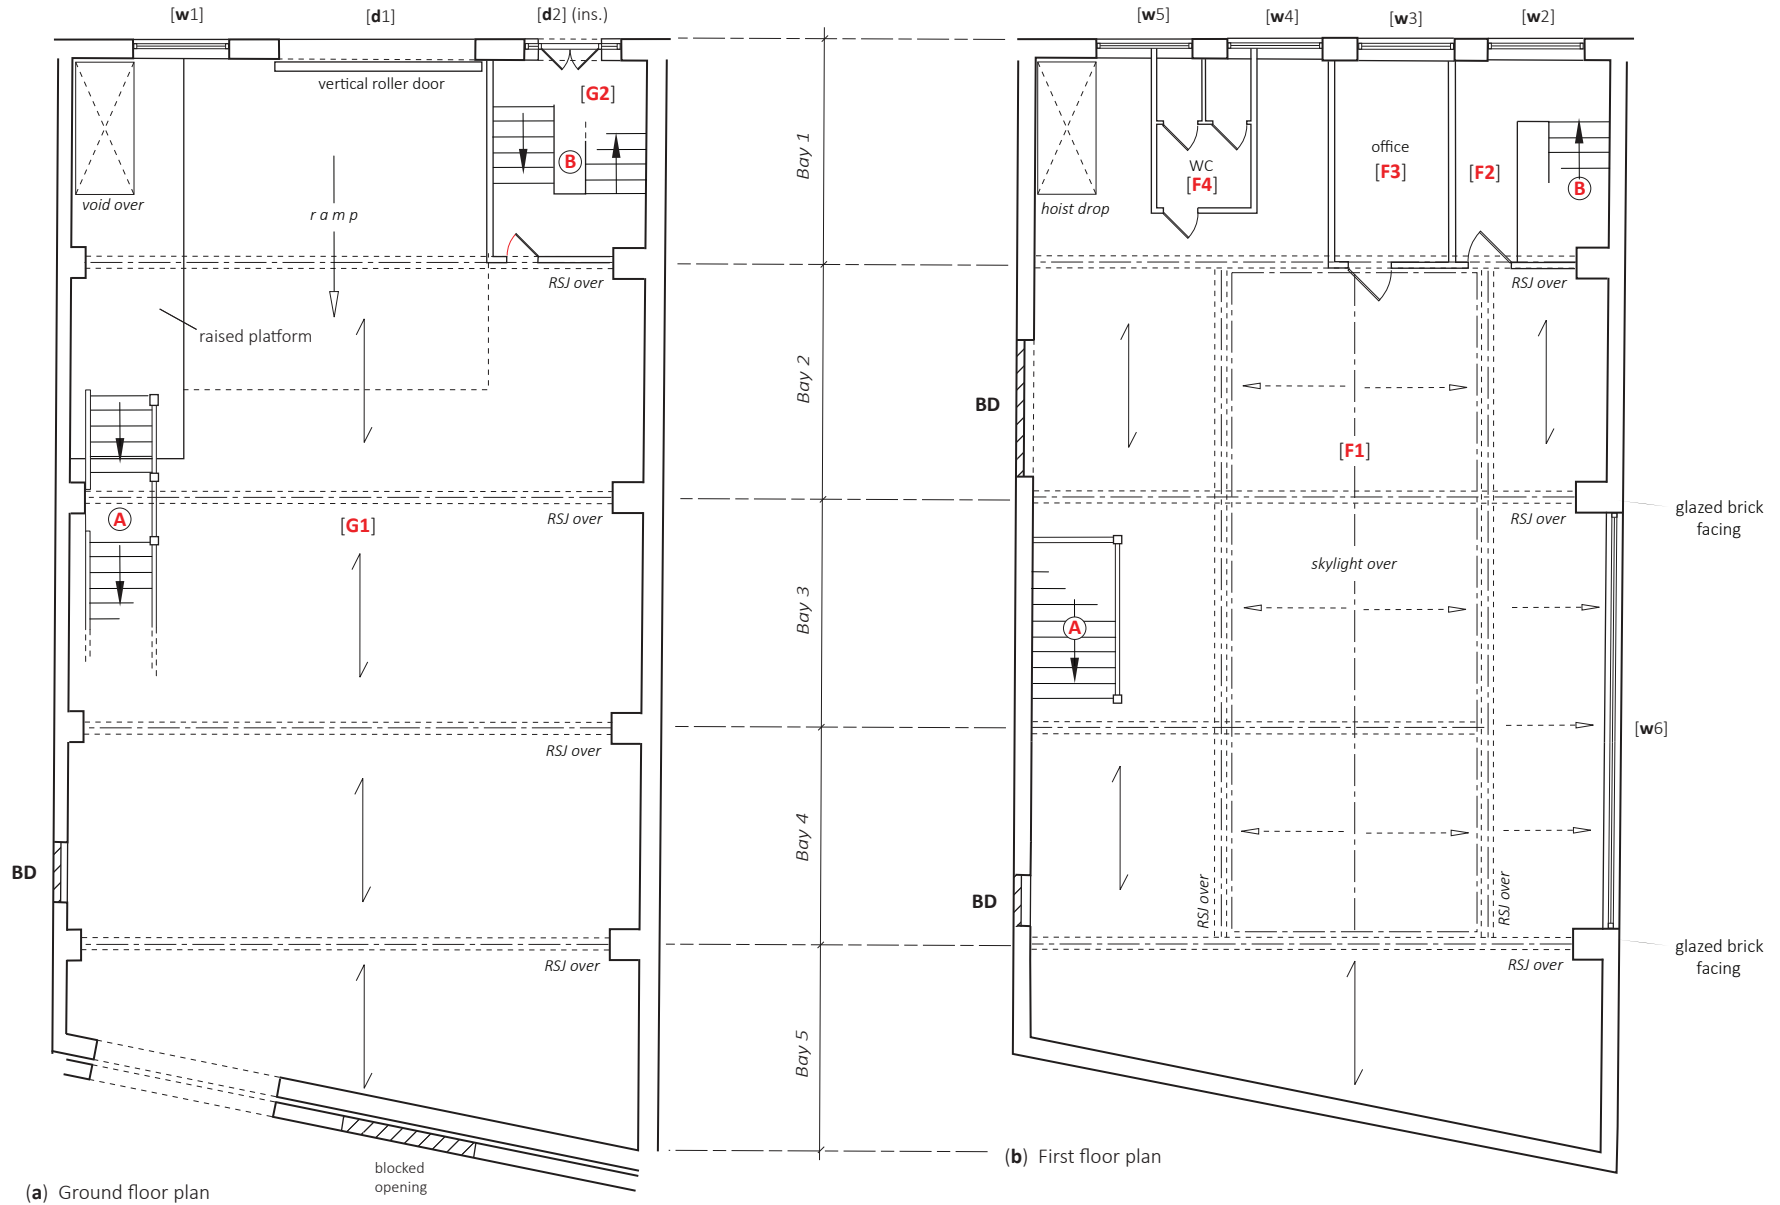 [w1]
[d1]
[d2] (ins.)
[w5]
[w4]
[w3]
[w2]
vertical roller door
[G2]
B
void over
ramp
RSJ over
raised platform
A
[G1]
RSJ over
RSJ over
BD
RSJ over
blocked
opening
(a) Ground floor plan
Bay 1
Bay 2
Bay 3
Bay 4
Bay 5
WC
[F4]
office
[F3]
[F2]
B
hoist drop
RSJ over
BD
[F1]
RSJ over
glazed brick
facing
skylight over
A
[w6]
BD
RSJ over
RSJ over
RSJ over
glazed brick
facing
(b) First floor plan